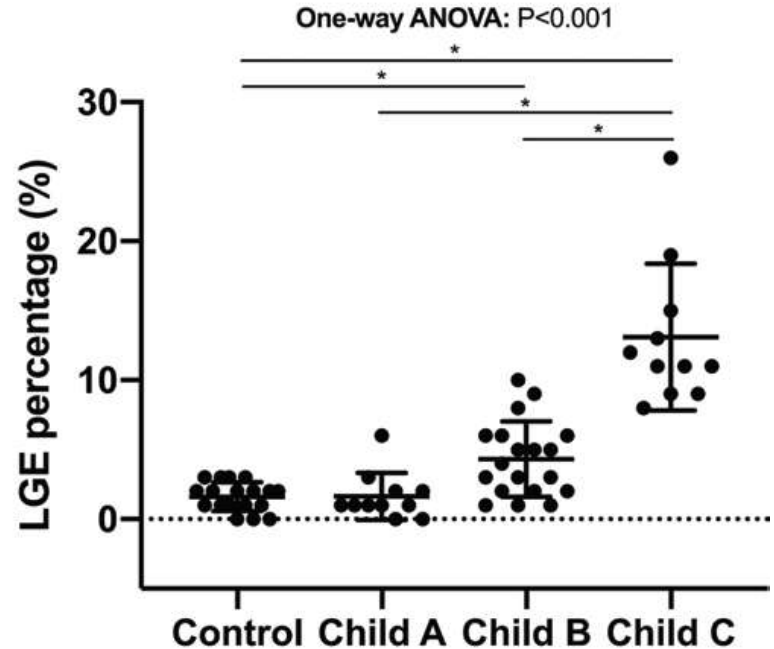 One-way ANOVA: P<0.001
*
*
*
*
LGE percentage (%)
30
20
10
0
Control Child A Child B Child C